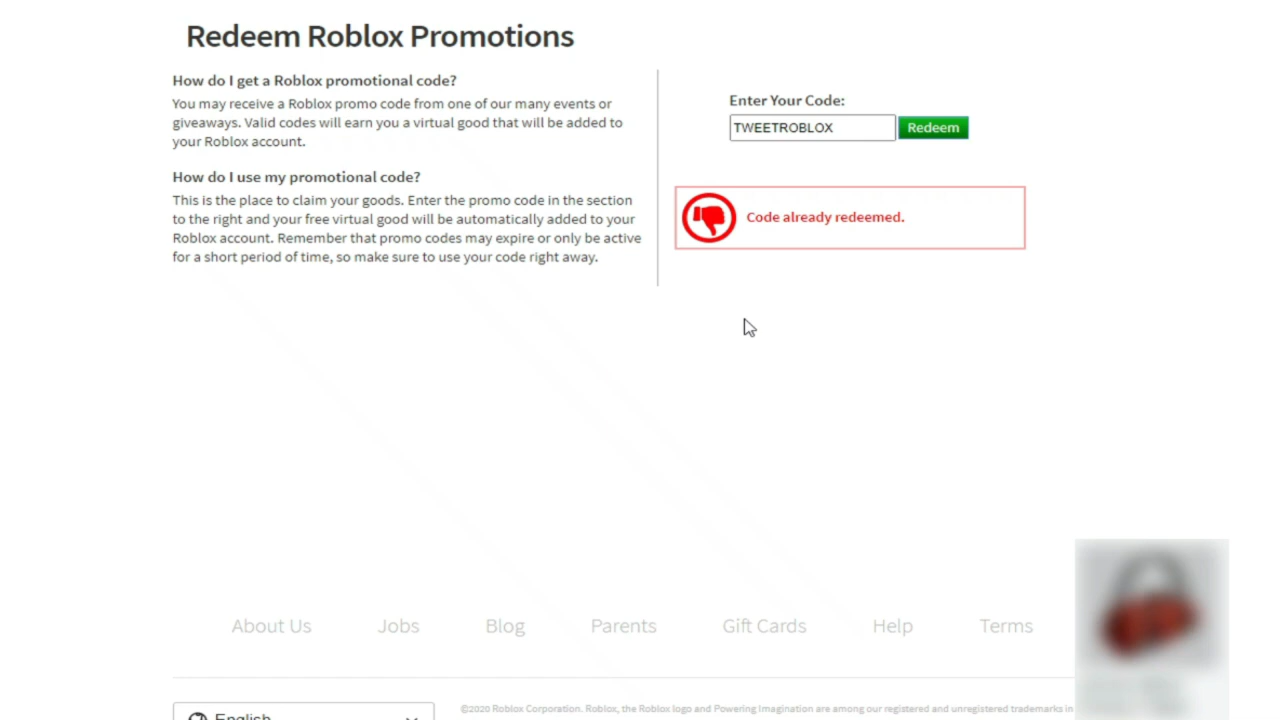 Redeem Roblox Promotions
How do I get a Roblox promotional code?
You may receive a Roblox promo code from one of our many events or
giveaways. Valid codes will earn you a virtual good that will be added to
your Roblox account.
How do I use my promotional code?
This is the place to claim your goods. Enter the promo code in the section
to the right and your free virtual good will be automatically added to your
Roblox account. Remember that promo codes may expire or only be active
for a short period of time, so make sure to use your code right away.
Enter Your Code:
TWEETROBLOX Redeem
Code already redeemed.
About Us Jobs Blog Parents Gift Cards Help Terms
English
©2020 Roblox Corporation. Roblox, the Roblox logo and Powering Imagination are among our registered and unregistered trademarks in